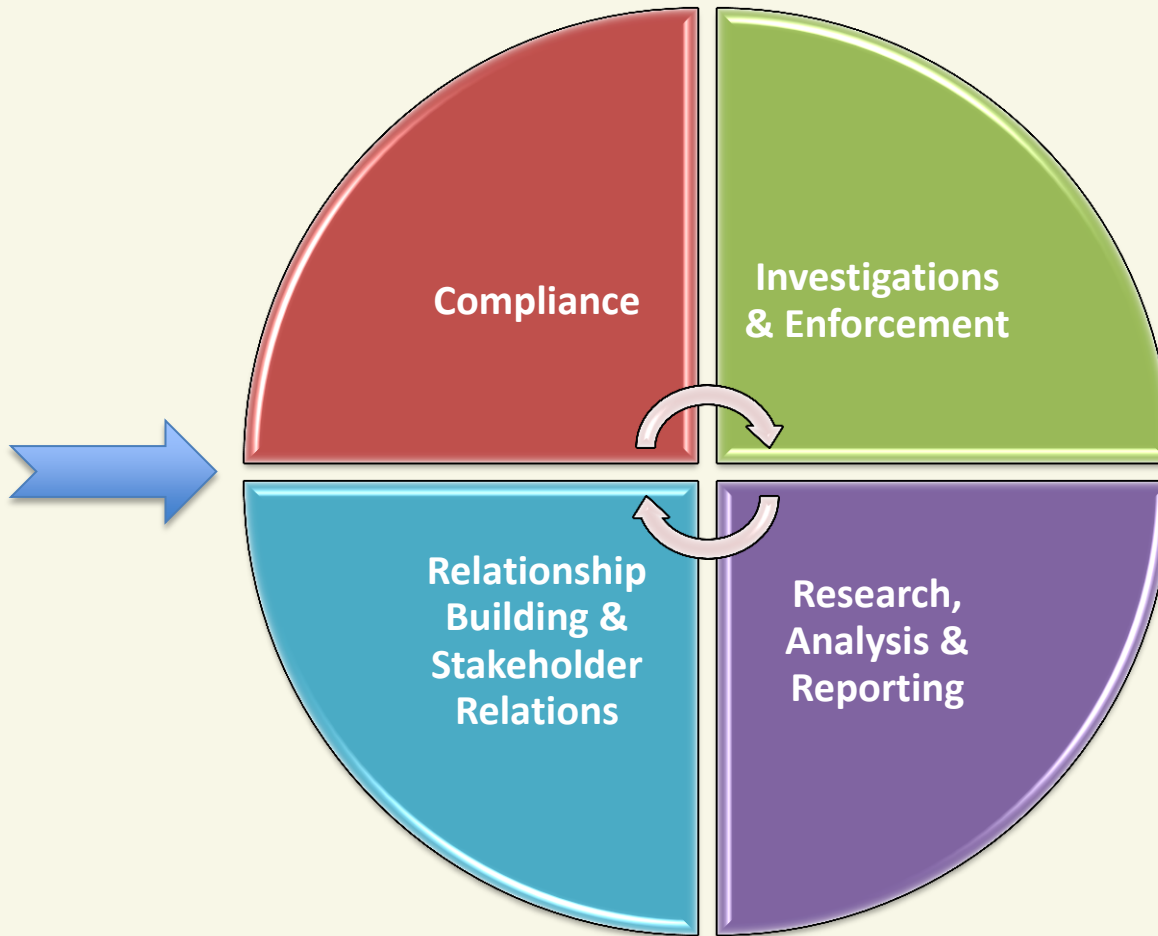 Compliance
Investigations
& Enforcement
Relationship
Building &
Stakeholder
Relations
Research,
Analysis &
Reporting